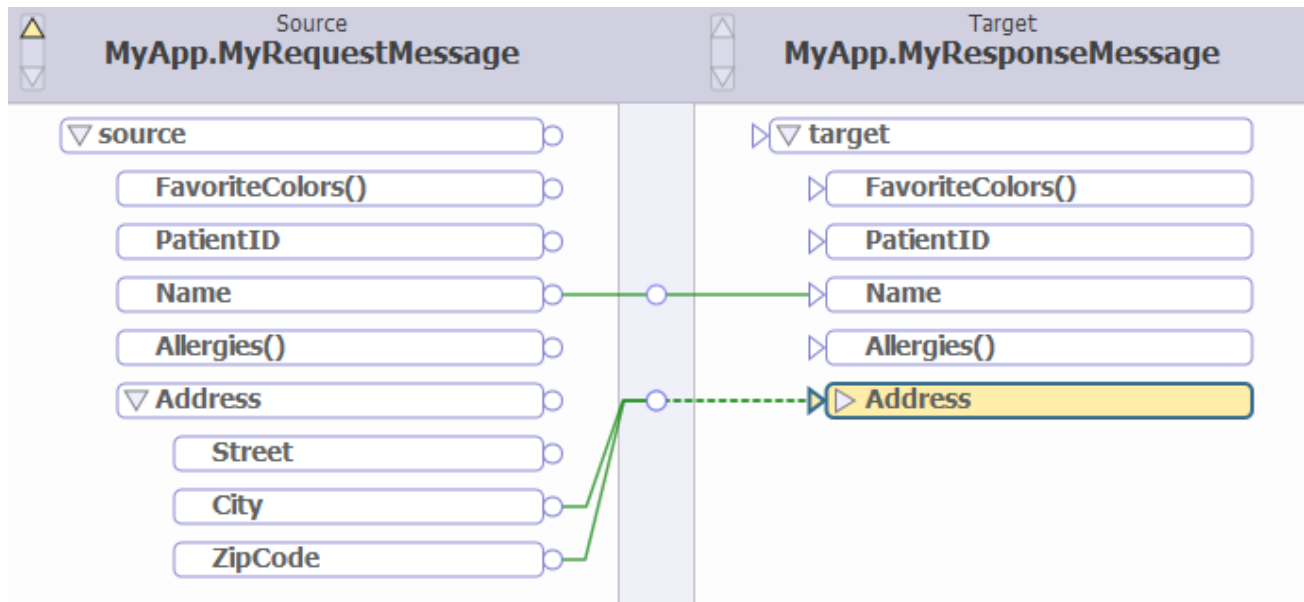 Source
MyApp.MyRequestMessage
Target
MyApp.MyResponseMessage
source
target
FavoriteColors()
FavoriteColors()
PatientID
PatientID
Name
Name
Allergies()
Allergies()
Address
Address
Street
City
ZipCode